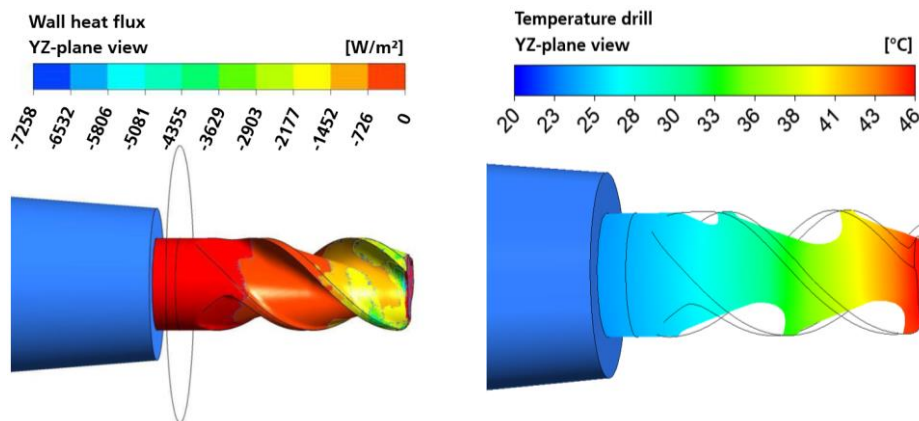 Wall heat flux
YZ-plane view [W/m²]
-7258 -6532 -5806 -5081 -4355 -3629 -2903 -2177 -1452 -726 0
Temperature drill
YZ-plane view [°C]
20 23 25 28 30 33 35 38 41 43 46